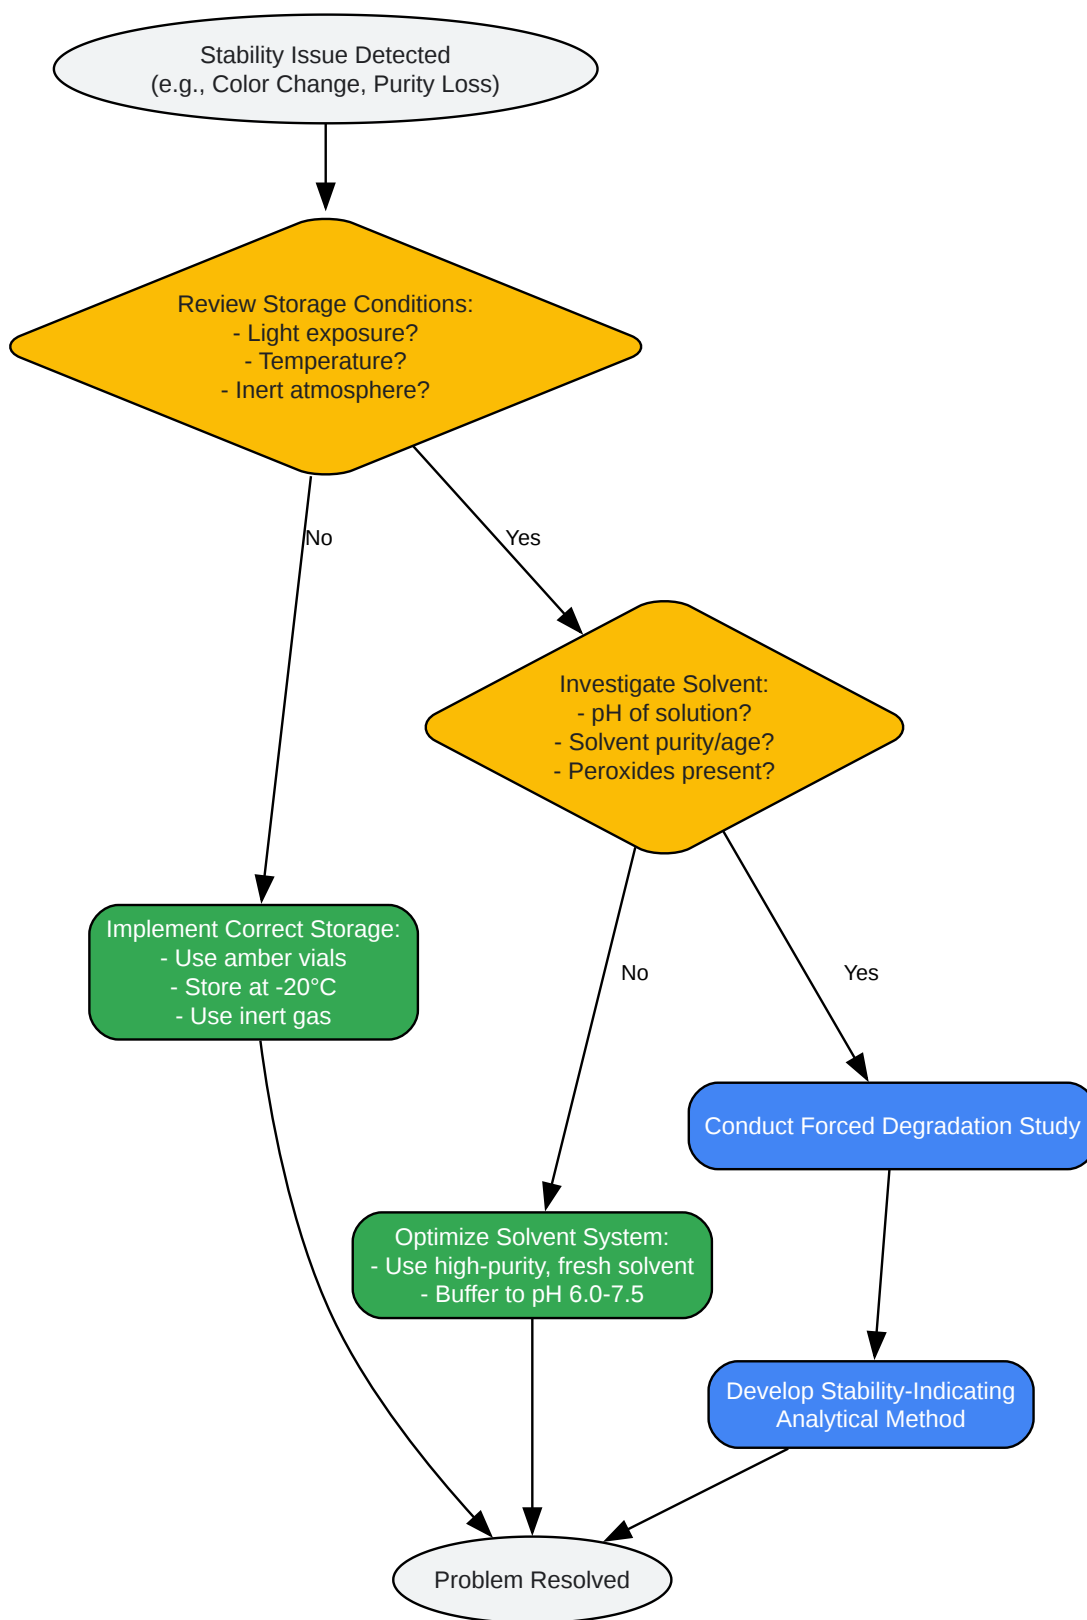 Stability Issue Detected
(e.g., Color Change, Purity Loss)
Review Storage Conditions:
- Light exposure?
- Temperature?
- Inert atmosphere?
No
Yes
Investigate Solvent:
- pH of solution?
- Solvent purity/age?
- Peroxides present?
Implement Correct Storage:
- Use amber vials
- Store at -20°C
- Use inert gas
No
Yes
Conduct Forced Degradation Study
Optimize Solvent System:
- Use high-purity, fresh solvent
- Buffer to pH 6.0-7.5
Develop Stability-Indicating
Analytical Method
Problem Resolved